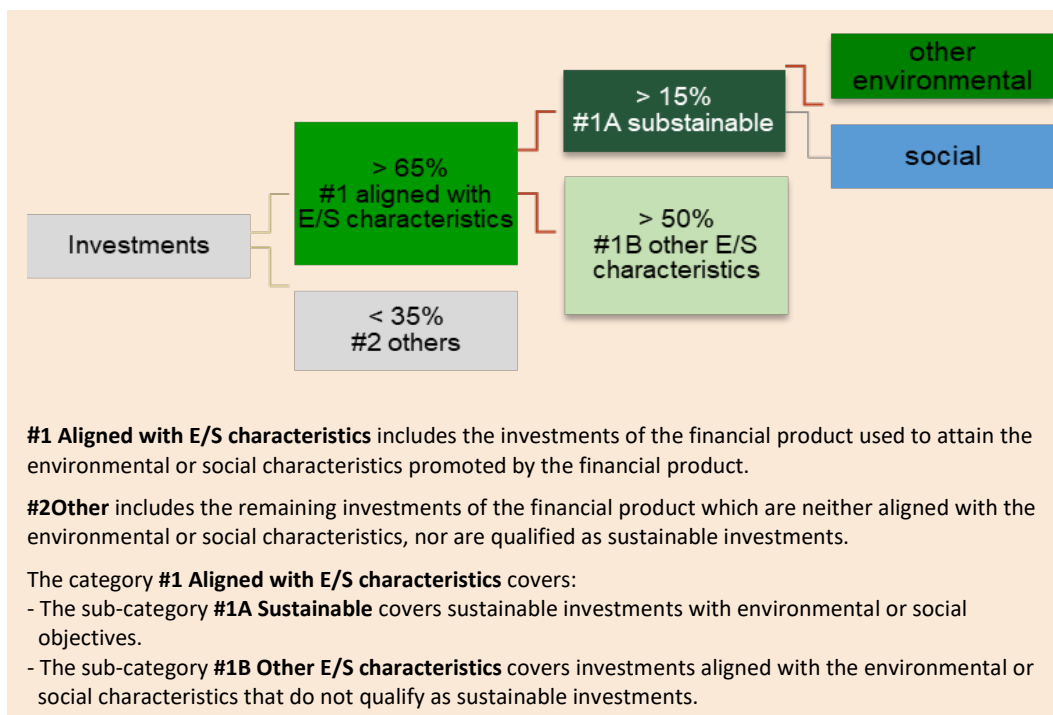 other
environmental
> 15%
#1A substainable
social
> 65%
#1 aligned with
E/S characteristics
> 50%
#1B other E/S
characteristics
Investments
< 35%
#2 others
#1 Aligned with E/S characteristics includes the investments of the financial product used to attain the
environmental or social characteristics promoted by the financial product.
#2Other includes the remaining investments of the financial product which are neither aligned with the
environmental or social characteristics, nor are qualified as sustainable investments.
The category #1 Aligned with E/S characteristics covers:
- The sub-category #1A Sustainable covers sustainable investments with environmental or social
objectives.
- The sub-category #1B Other E/S characteristics covers investments aligned with the environmental or
social characteristics that do not qualify as sustainable investments.